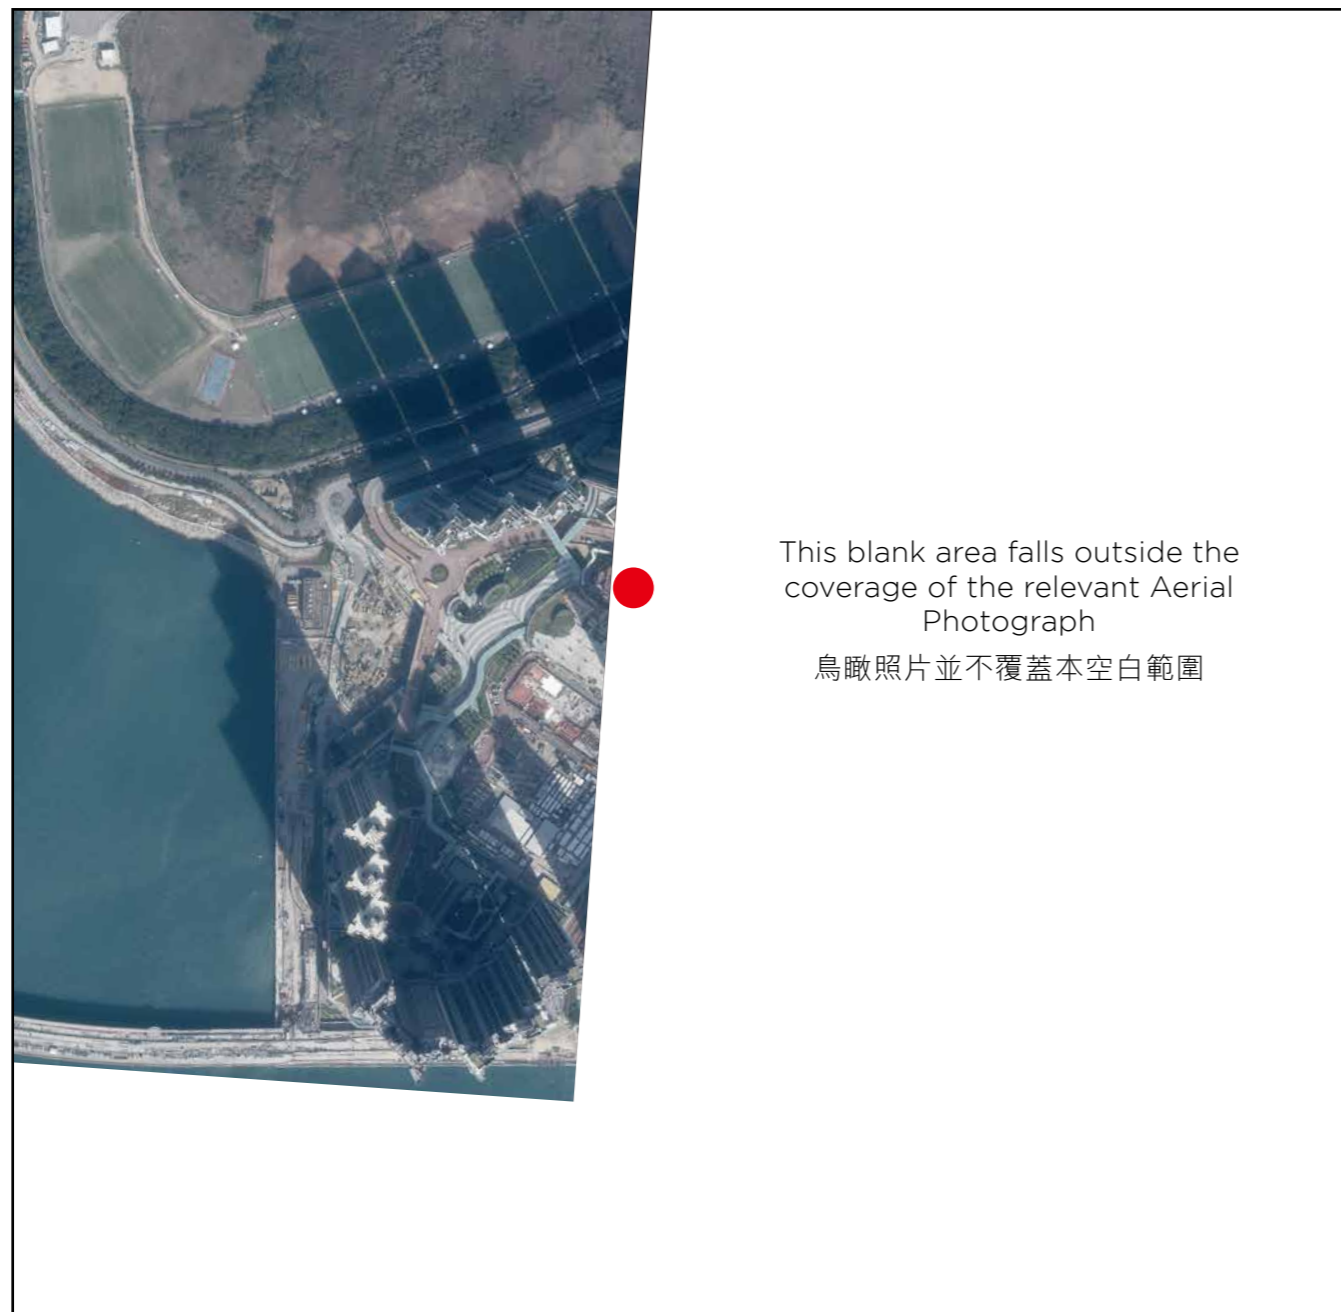 This blank area falls outside the
coverage of the relevant Aerial
Photograph
鳥瞰照片並不覆蓋本空白範圍